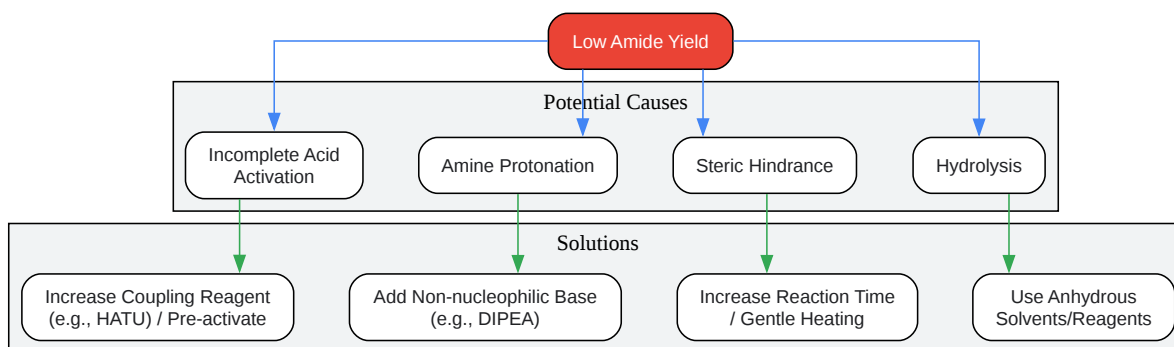 Low Amide Yield
Potential Causes
Incomplete Acid
Activation
Amine Protonation
Steric Hindrance
Hydrolysis
Solutions
Increase Coupling Reagent
(e.g., HATU) / Pre-activate
Add Non-nucleophilic Base
(e.g., DIPEA)
Increase Reaction Time
/ Gentle Heating
Use Anhydrous
Solvents/Reagents